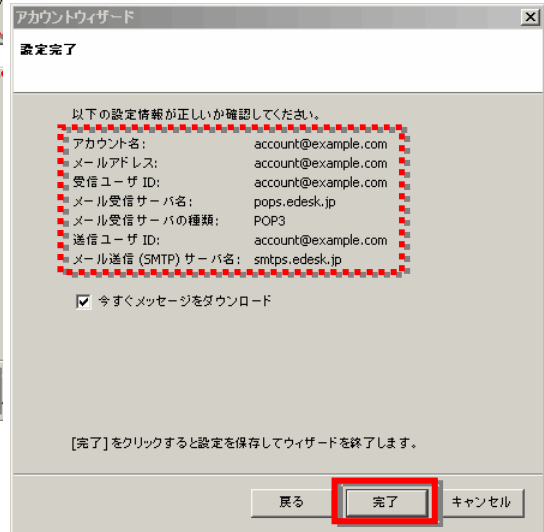 アカウントウィザード
設定完了
以下の設定情報が正しいか確認してください。
アカウント名: account@example.com
メールアドレス: account@example.com
受信ユーザ ID: account@example.com
メール受信サーバ名: pops.edesk.jp
メール受信サーバの種類: POP3
送信ユーザ ID: account@example.com
メール送信 (SMTP) サーバ名: smtps.edesk.jp
今すぐメッセージをダウンロード
[完了] をクリックすると設定を保存してウィザードを終了します。
戻る 完了 キャンセル